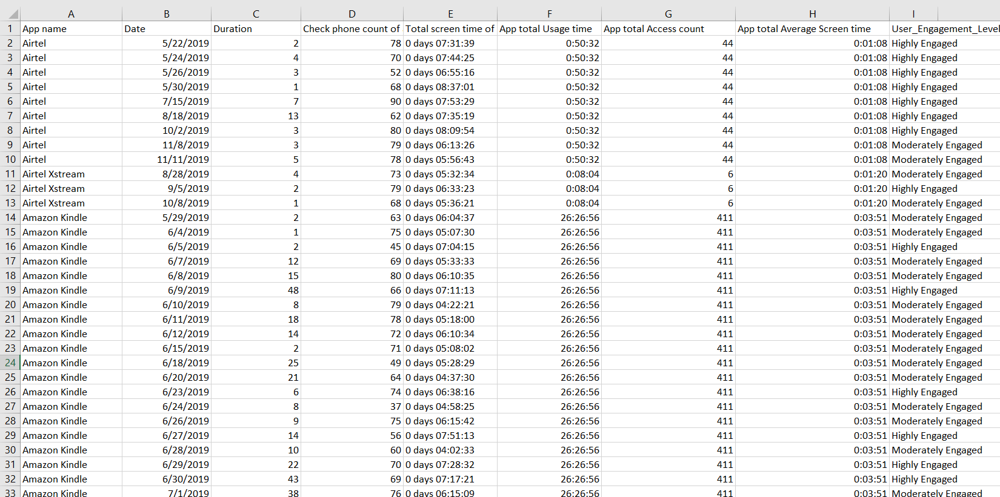 A B C D E F G H I
1 App name Date Duration Check phone count of Total screen time of App total Usage time App total Access count App total Average Screen time User_Engagement_Level
2 Airtel 5/22/2019 2 78 0 days 07:31:39 0:50:32 44 0:01:08 Highly Engaged
3 Airtel 5/24/2019 4 70 0 days 07:44:25 0:50:32 44 0:01:08 Highly Engaged
4 Airtel 5/26/2019 3 52 0 days 06:55:16 0:50:32 44 0:01:08 Highly Engaged
5 Airtel 5/30/2019 1 68 0 days 08:37:01 0:50:32 44 0:01:08 Highly Engaged
6 Airtel 7/15/2019 7 90 0 days 07:53:29 0:50:32 44 0:01:08 Highly Engaged
7 Airtel 8/18/2019 13 62 0 days 07:35:19 0:50:32 44 0:01:08 Highly Engaged
8 Airtel 10/2/2019 3 80 0 days 08:09:54 0:50:32 44 0:01:08 Highly Engaged
9 Airtel 11/8/2019 3 79 0 days 06:13:26 0:50:32 44 0:01:08 Moderately Engaged
10 Airtel 11/11/2019 5 78 0 days 05:56:43 0:50:32 44 0:01:08 Moderately Engaged
11 Airtel Xstream 8/28/2019 4 73 0 days 05:32:34 0:08:04 6 0:01:20 Moderately Engaged
12 Airtel Xstream 9/5/2019 2 79 0 days 06:33:23 0:08:04 6 0:01:20 Highly Engaged
13 Airtel Xstream 10/8/2019 1 68 0 days 05:36:21 0:08:04 6 0:01:20 Moderately Engaged
14 Amazon Kindle 5/29/2019 2 63 0 days 06:04:37 26:26:56 411 0:03:51 Moderately Engaged
15 Amazon Kindle 6/4/2019 1 75 0 days 05:07:30 26:26:56 411 0:03:51 Moderately Engaged
16 Amazon Kindle 6/5/2019 2 45 0 days 07:04:15 26:26:56 411 0:03:51 Highly Engaged
17 Amazon Kindle 6/7/2019 12 69 0 days 05:33:33 26:26:56 411 0:03:51 Moderately Engaged
18 Amazon Kindle 6/8/2019 15 80 0 days 06:10:35 26:26:56 411 0:03:51 Moderately Engaged
19 Amazon Kindle 6/9/2019 48 66 0 days 07:11:13 26:26:56 411 0:03:51 Highly Engaged
20 Amazon Kindle 6/10/2019 8 79 0 days 04:22:21 26:26:56 411 0:03:51 Moderately Engaged
21 Amazon Kindle 6/11/2019 18 78 0 days 05:18:00 26:26:56 411 0:03:51 Moderately Engaged
22 Amazon Kindle 6/12/2019 14 72 0 days 06:10:34 26:26:56 411 0:03:51 Moderately Engaged
23 Amazon Kindle 6/15/2019 2 71 0 days 05:08:02 26:26:56 411 0:03:51 Moderately Engaged
24 Amazon Kindle 6/18/2019 25 49 0 days 05:28:29 26:26:56 411 0:03:51 Moderately Engaged
25 Amazon Kindle 6/20/2019 21 64 0 days 04:37:30 26:26:56 411 0:03:51 Moderately Engaged
26 Amazon Kindle 6/23/2019 6 74 0 days 06:38:16 26:26:56 411 0:03:51 Highly Engaged
27 Amazon Kindle 6/24/2019 8 37 0 days 04:58:25 26:26:56 411 0:03:51 Moderately Engaged
28 Amazon Kindle 6/26/2019 9 75 0 days 06:15:42 26:26:56 411 0:03:51 Moderately Engaged
29 Amazon Kindle 6/27/2019 14 56 0 days 07:51:13 26:26:56 411 0:03:51 Highly Engaged
30 Amazon Kindle 6/28/2019 10 60 0 days 04:02:33 26:26:56 411 0:03:51 Moderately Engaged
31 Amazon Kindle 6/29/2019 22 70 0 days 07:28:32 26:26:56 411 0:03:51 Highly Engaged
32 Amazon Kindle 6/30/2019 43 69 0 days 07:17:21 26:26:56 411 0:03:51 Highly Engaged
33 Amazon Kindle 7/1/2019 38 76 0 days 06:15:09 26:26:56 411 0:03:51 Moderately Engaged